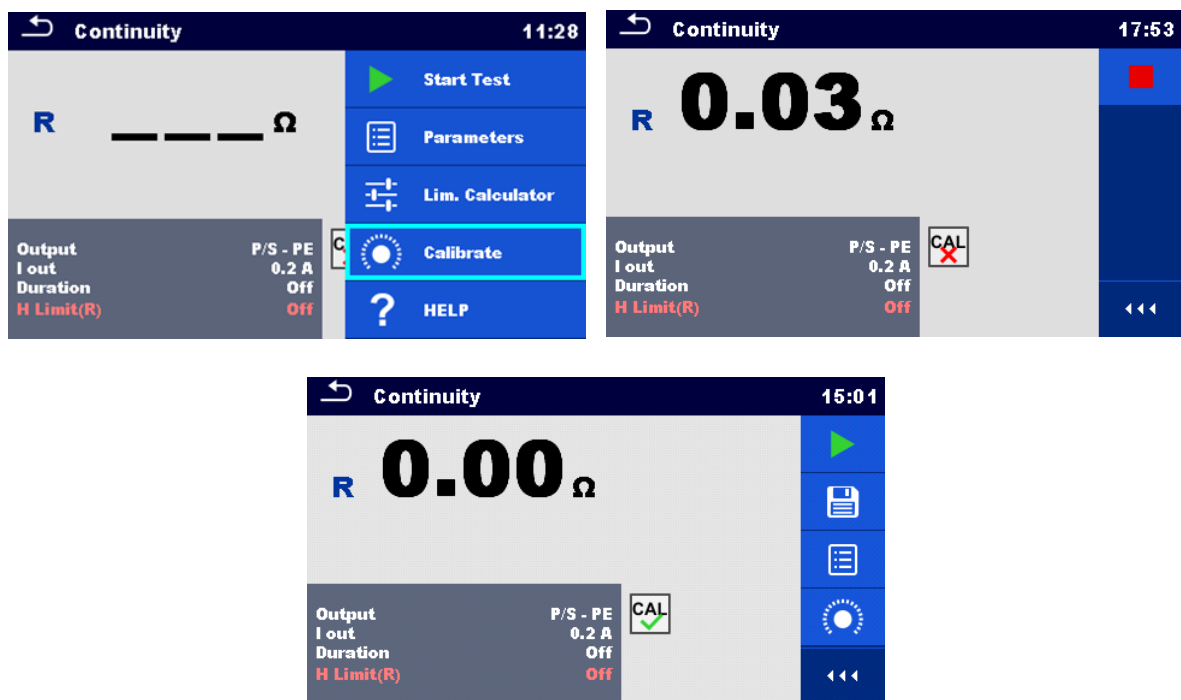 Continuity 11:28
R ___ Ω
Start Test
Parameters
Lim. Calculator
Calibrate
? HELP
Output P/S - PE
I out 0.2 A
Duration Off
H Limit(R) Off
Continuity 17:53
R 0.03 Ω
Output P/S - PE
I out 0.2 A
Duration Off
H Limit(R) Off
CAL
Continuity 15:01
R 0.00 Ω
Output P/S - PE
I out 0.2 A
Duration Off
H Limit(R) Off
CAL